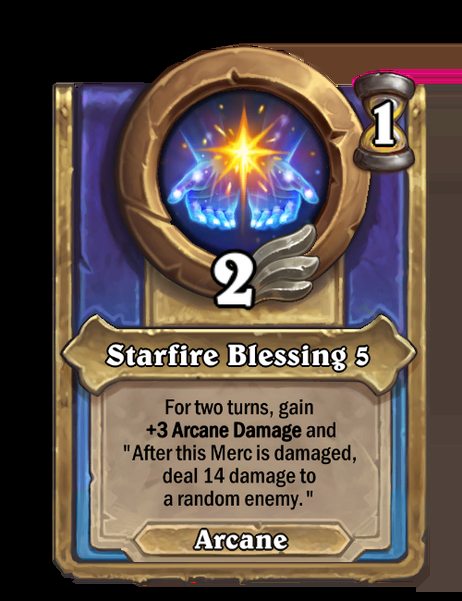 1
2
Starfire Blessing 5
For two turns, gain
+3 Arcane Damage and
"After this Merc is damaged,
deal 14 damage to
a random enemy."
Arcane